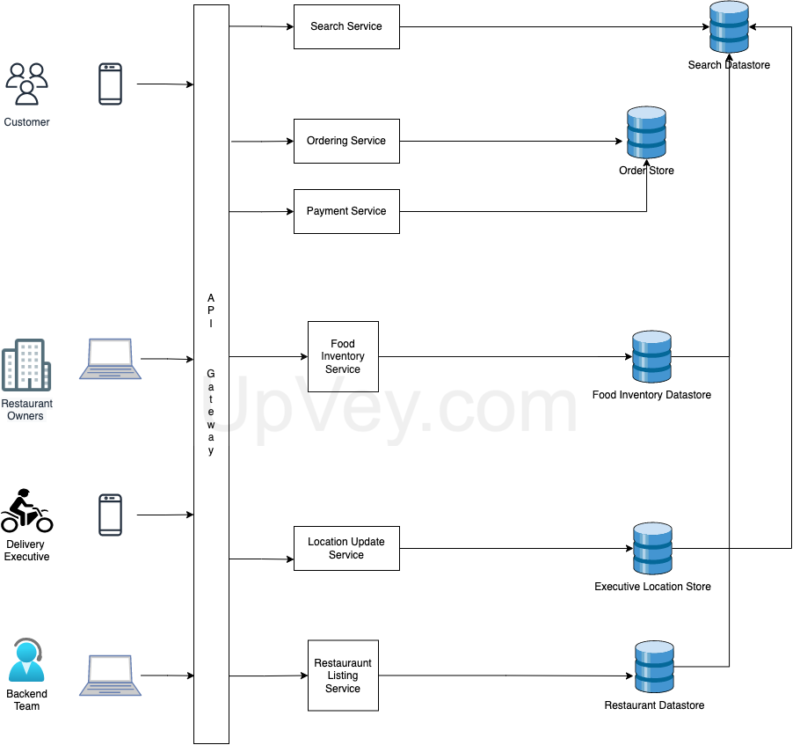 Search Service
Search Datastore
Customer
Ordering Service
Order Store
Payment Service
API Gateway
Food
Inventory
Service
Restaurant
Owners
Food Inventory Datastore
UpVey.com
Delivery
Executive
Location Update
Service
Executive Location Store
Backend
Team
Restauraunt
Listing
Service
Restaurant Datastore